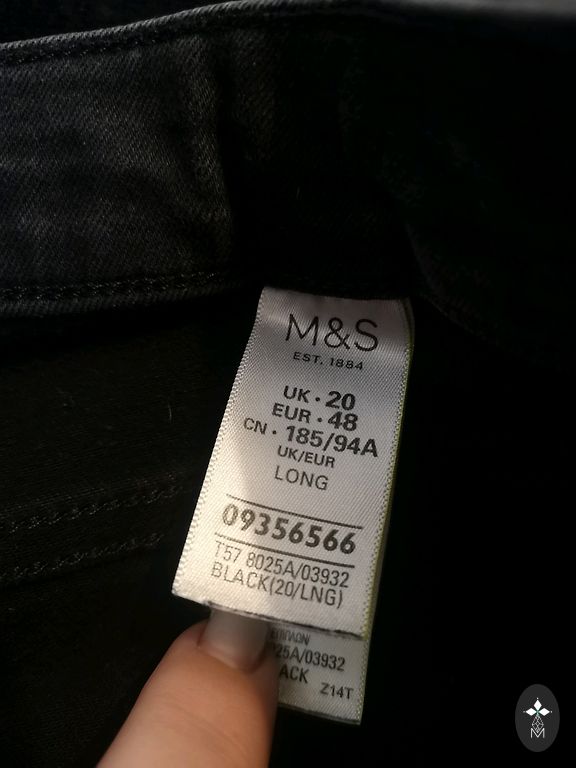 M&S
EST. 1884
UK · 20
EUR · 48
CN · 185/94A
UK/EUR
LONG
09356566
T57 8025A/03932
BLACK(20/LNG)
025A/03932
ACK
Z14T